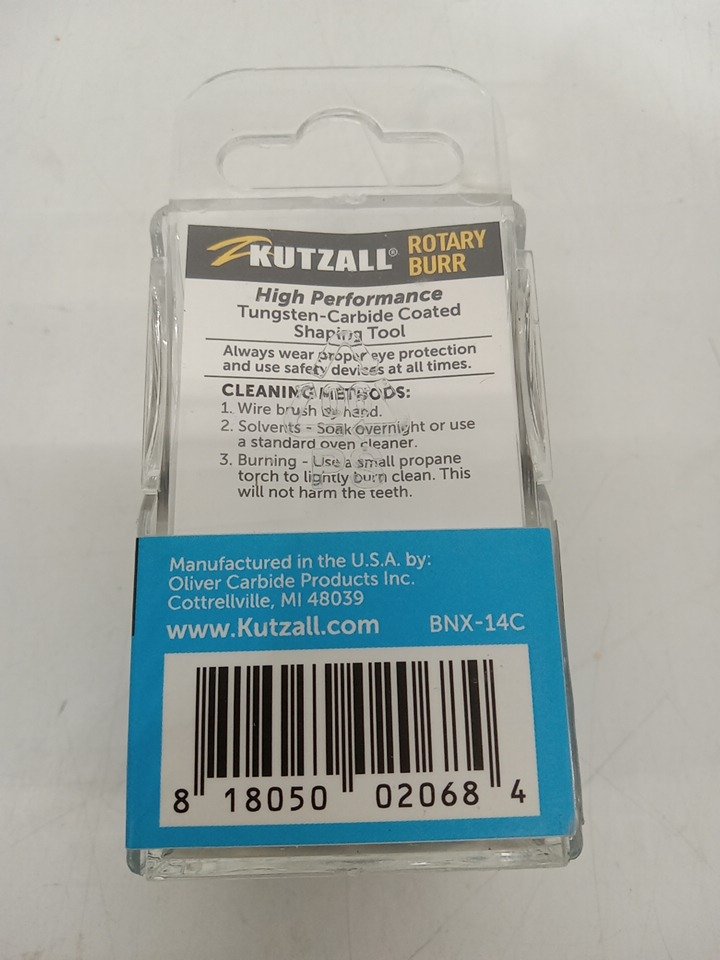 KUTZALL® ROTARY
BURR
High Performance
Tungsten-Carbide Coated
Shaping Tool
Always wear proper eye protection
and use safety devices at all times.
CLEANING METHODS:
1. Wire brush by hand.
2. Solvents - Soak overnight or use
a standard oven cleaner.
3. Burning - Use a small propane
torch to lightly burn clean. This
will not harm the teeth.
Manufactured in the U.S.A. by:
Oliver Carbide Products Inc.
Cottrellville, MI 48039
www.Kutzall.com BNX-14C
8 18050 02068 4